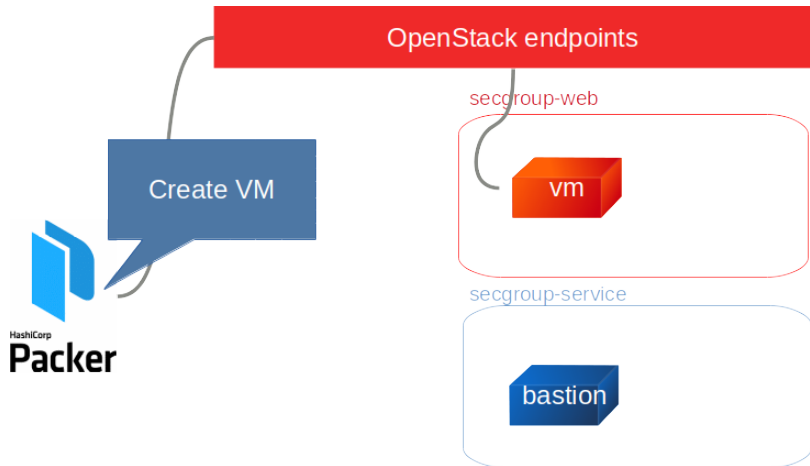 OpenStack endpoints
secgroup-web
Create VM
vm
secgroup-service
HashiCorp
Packer
bastion